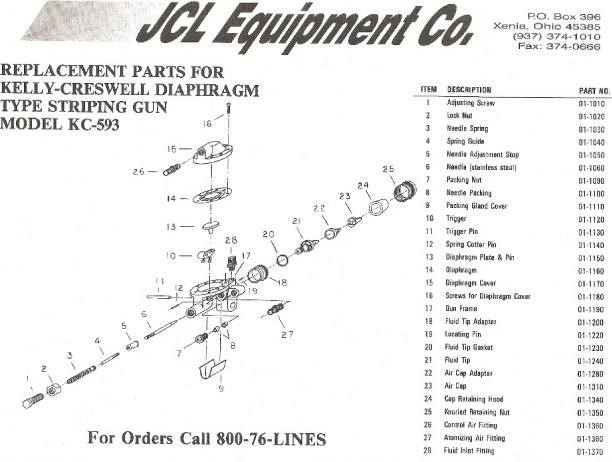 JCL Equipment Co.
P.O. Box 396
Xenia, Ohio 45385
(937) 374-1010
Fax: 374-0666
REPLACEMENT PARTS FOR
KELLY-CRESWELL DIAPHRAGM
TYPE STRIPING GUN
MODEL KC-593
ITEM DESCRIPTION PART NO.
1 Adjusting Screw 01-1010
2 Lock Nut 01-1020
3 Needle Spring 01-1030
4 Spring Guide 01-1040
5 Needle Adjustment Stop 01-1050
6 Needle (stainless steel) 01-1060
7 Packing Nut 01-1090
8 Needle Packing 01-1100
9 Packing Gland Cover 01-1110
10 Trigger 01-1120
11 Trigger Pin 01-1130
12 Spring Cotter Pin 01-1140
13 Diaphragm Plate & Pin 01-1150
14 Diaphragm 01-1160
15 Diaphragm Cover 01-1170
16 Screws for Diaphragm Cover 01-1180
17 Gun Frame 01-1190
18 Fluid Tip Adapter 01-1200
19 Locating Pin 01-1220
20 Fluid Tip Gasket 01-1230
21 Fluid Tip 01-1240
22 Air Cap Adapter 01-1280
23 Air Cap 01-1310
24 Cap Retaining Hood 01-1340
25 Knurled Retaining Nut 01-1350
26 Control Air Fitting 01-1360
27 Atomizing Air Fitting 01-1360
28 Fluid Inlet Fitting 01-1370
16
15
26
14
13
10
28
17
11
12
19
18
20
21
22
23
24
25
6
5
4
3
2
1
7
8
27
9
For Orders Call 800-76-LINES